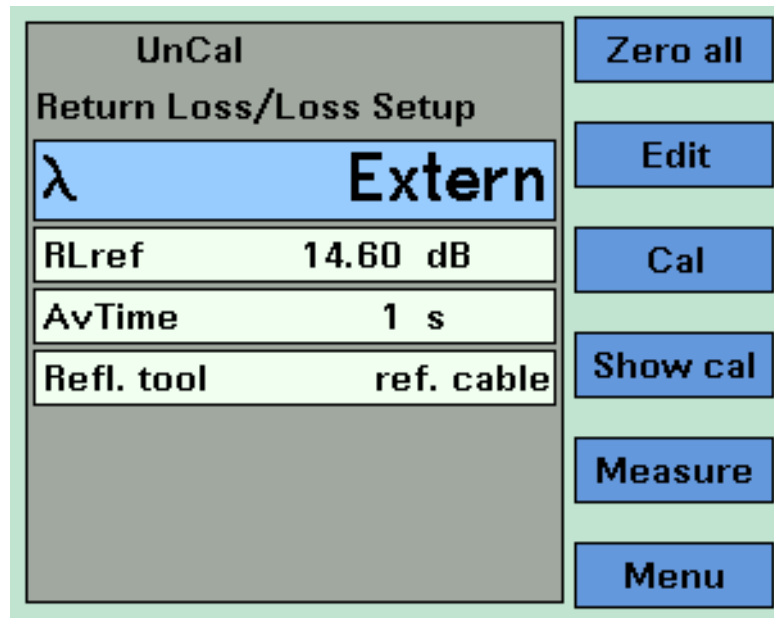 UnCal
Return Loss/Loss Setup
λ Extern
RLref 14.60 dB
AvTime 1 s
Refl. tool ref. cable
Zero all
Edit
Cal
Show cal
Measure
Menu